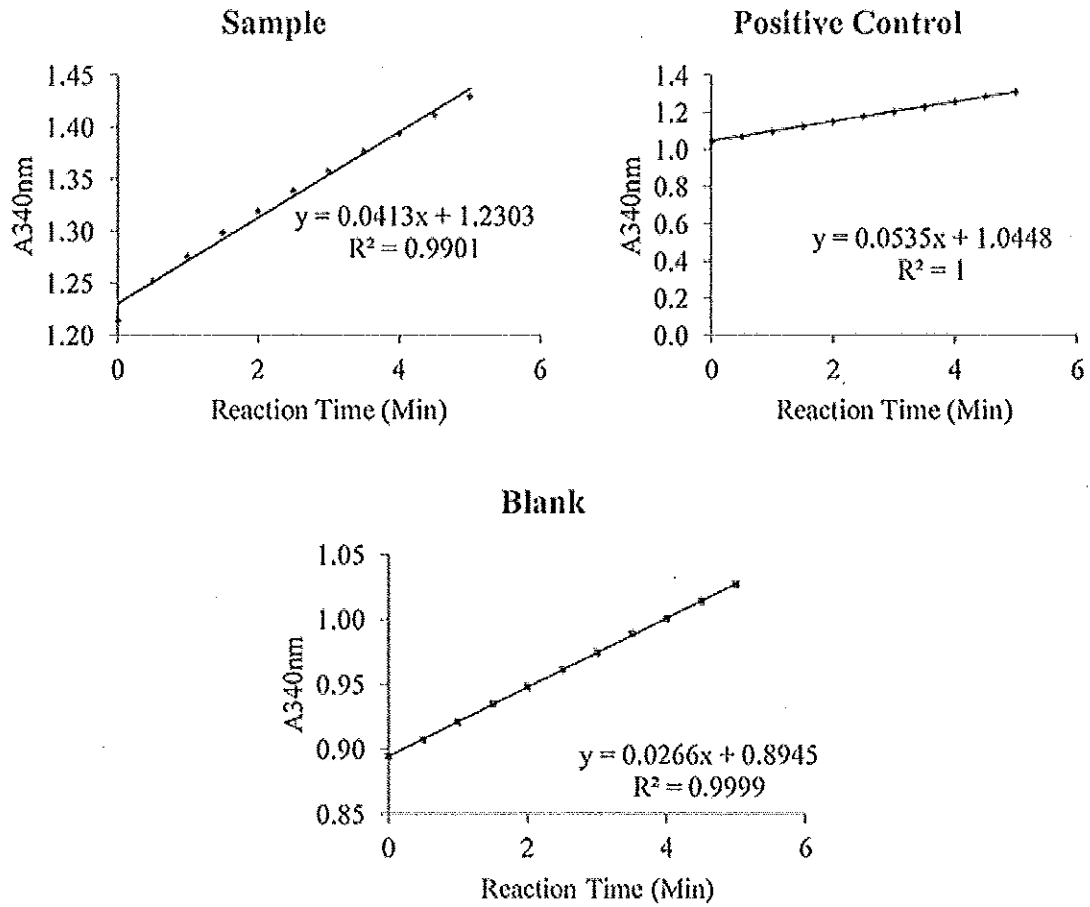 Sample
1.45
1.40
1.35
1.30
1.25
1.20
A340nm
y = 0.0413x + 1.2303
R² = 0.9901
0 2 4 6
Reaction Time (Min)
Positive Control
1.4
1.2
1.0
0.8
0.6
0.4
0.2
0.0
A340nm
y = 0.0535x + 1.0448
R² = 1
0 2 4 6
Reaction Time (Min)
Blank
1.05
1.00
0.95
0.90
0.85
A340nm
y = 0.0266x + 0.8945
R² = 0.9999
0 2 4 6
Reaction Time (Min)